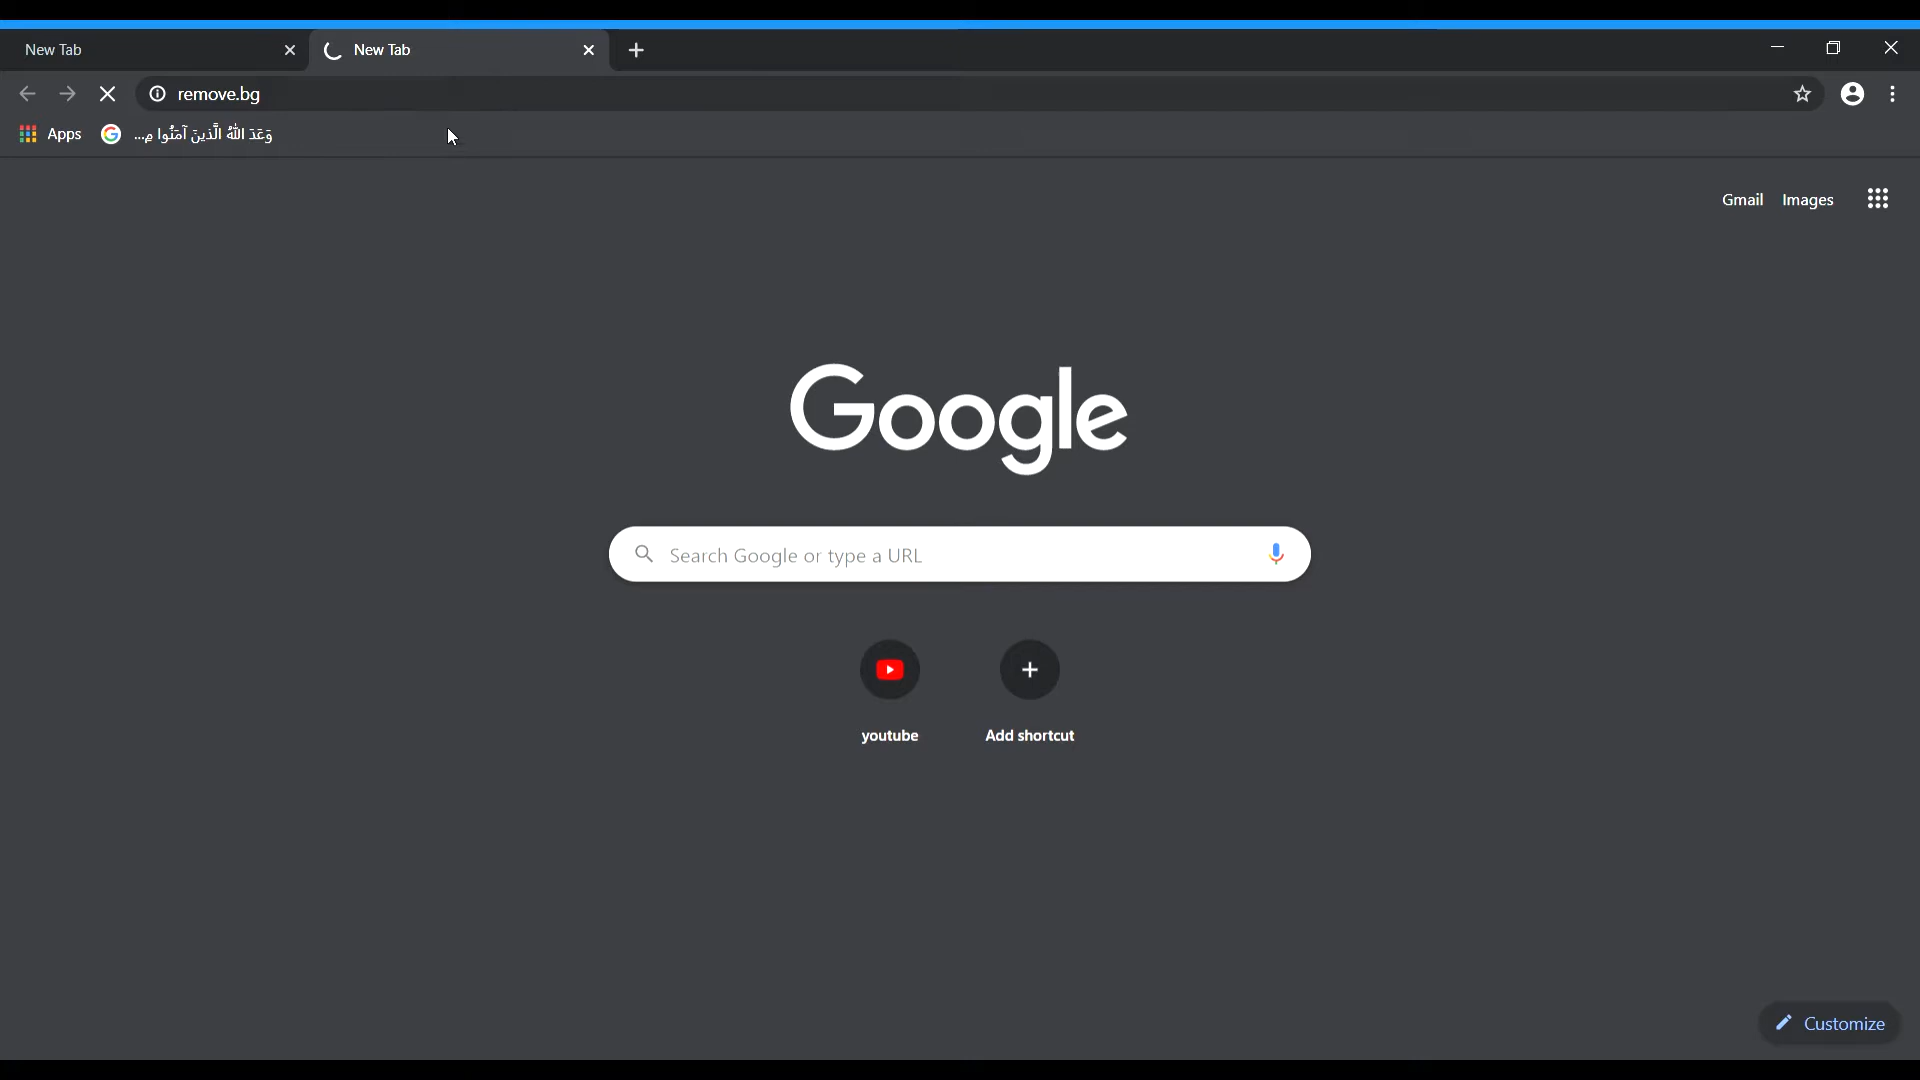 New Tab
New Tab
remove.bg
Apps
وَعَدَ اللَّهُ الَّذِينَ آمَنُوا مِ...
Gmail Images
Google
Search Google or type a URL
youtube
Add shortcut
Customize